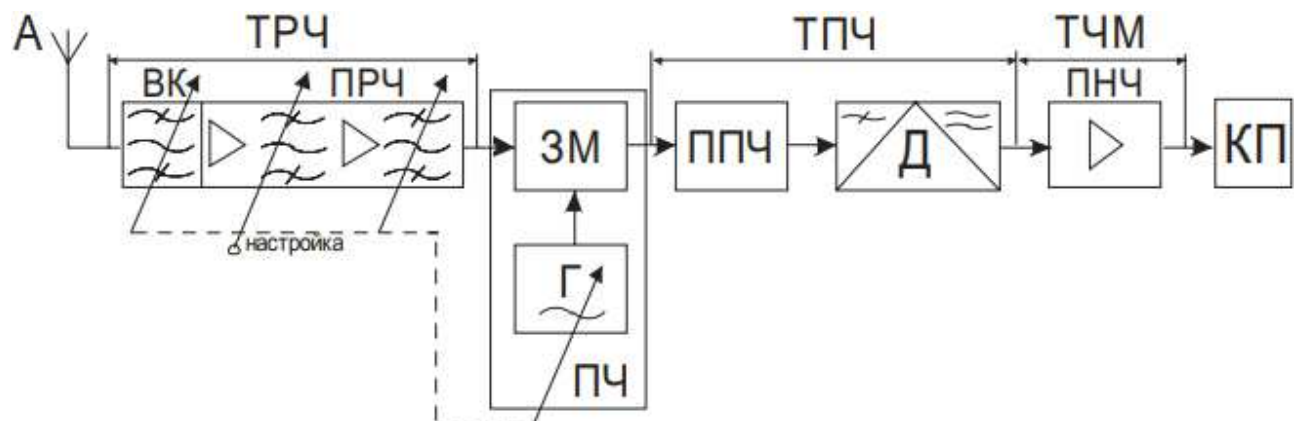 А ТРЧ ТПЧ ТЧМ
ВК ПРЧ ПНЧ
ЗМ ППЧ Д КП
настройка
Г
ПЧ